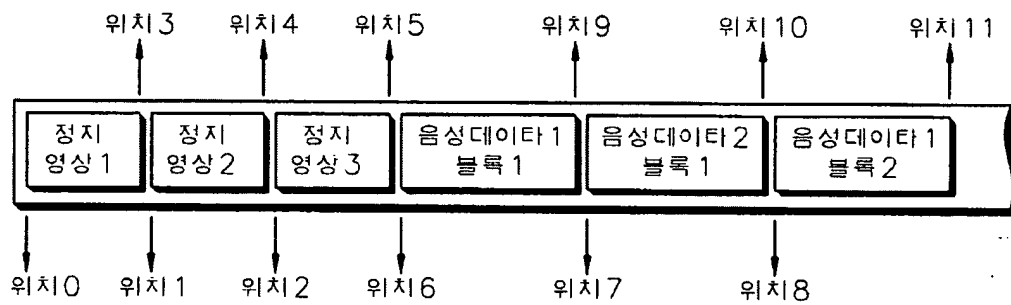 위치3 위치4 위치5 위치9 위치10 위치11
정지 영상1
정지 영상2
정지 영상3
음성데이타1 블록1
음성데이타2 블록1
음성데이타1 블록2
위치0 위치1 위치2 위치6 위치7 위치8